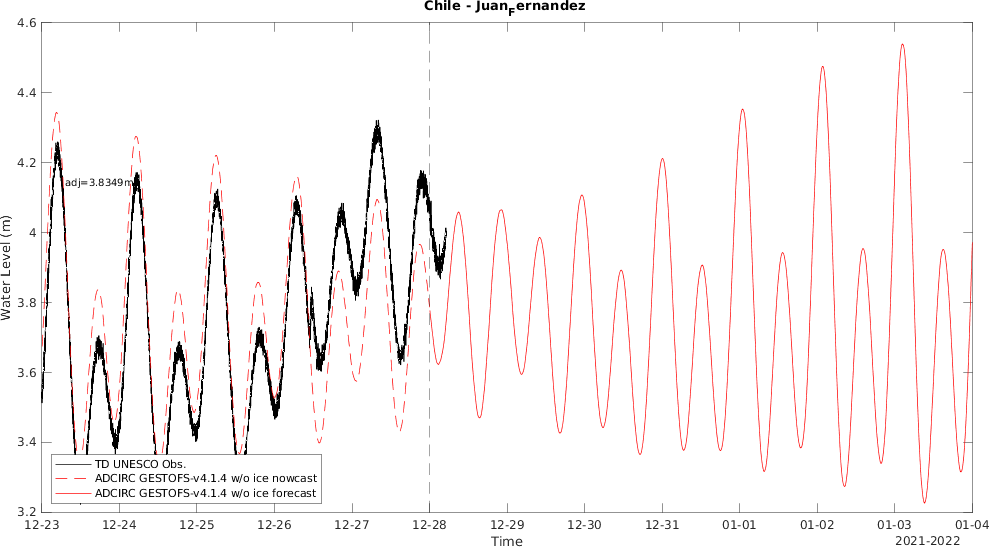 Chile - Juan_Fernandez
4.6
4.4
4.2
4
3.8
3.6
3.4
3.2
Water Level (m)
adj=3.8349m
TD UNESCO Obs.
ADCIRC GESTOFS-v4.1.4 w/o ice nowcast
ADCIRC GESTOFS-v4.1.4 w/o ice forecast
12-23 12-24 12-25 12-26 12-27 12-28 12-29 12-30 12-31 01-01 01-02 01-03 01-04
Time
2021-2022